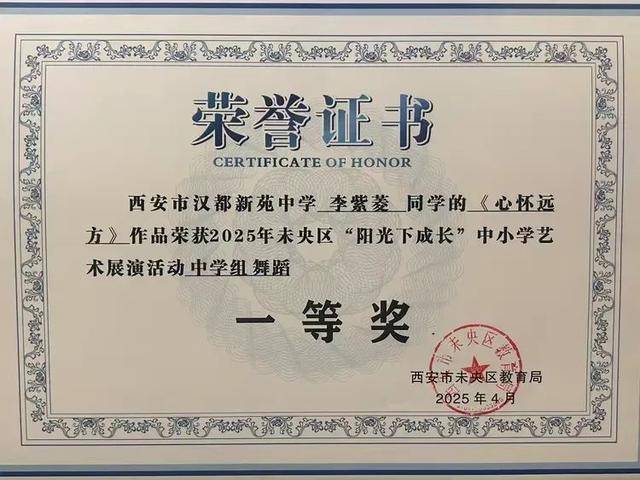 荣誉证书
CERTIFICATE OF HONOR
西安市汉都新苑中学 李紫菱 同学的《心怀远
方》作品荣获2025年未央区“阳光下成长”中小学艺
术展演活动 中学组 舞蹈
一等奖
西安市未央区教育局
2025年4月